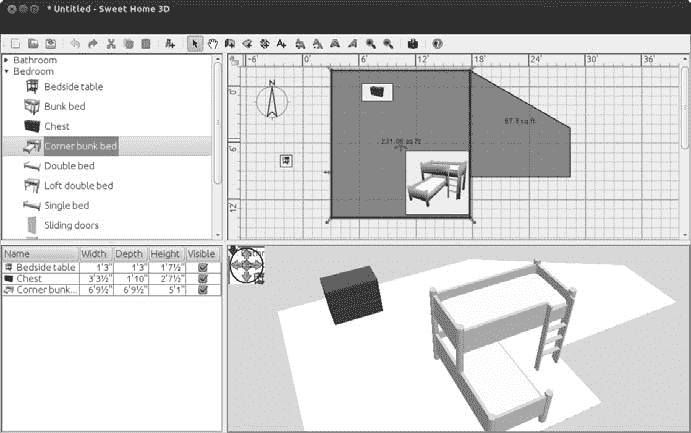 * Untitled - Sweet Home 3D
Bathroom
Bedroom
Bedside table
Bunk bed
Chest
Corner bunk bed
Double bed
Loft double bed
Single bed
Sliding doors
-6' 0' 6' 12' 18' 24' 30' 36'
0'
6'
12'
N
87.8 sq ft
Name Width Depth Height Visible
Bedside table 1'3" 1'3" 1'7½"
Chest 3'3½" 1'10" 2'7½"
Corner bunk... 6'9½" 6'9½" 5'1"